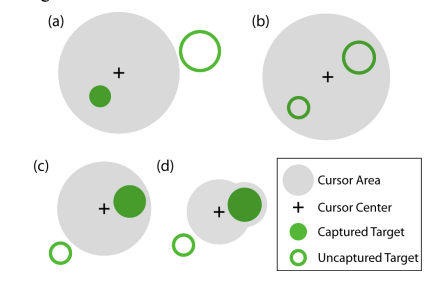 (a)
(b)
(c)
(d)
Cursor Area
Cursor Center
Captured Target
Uncaptured Target